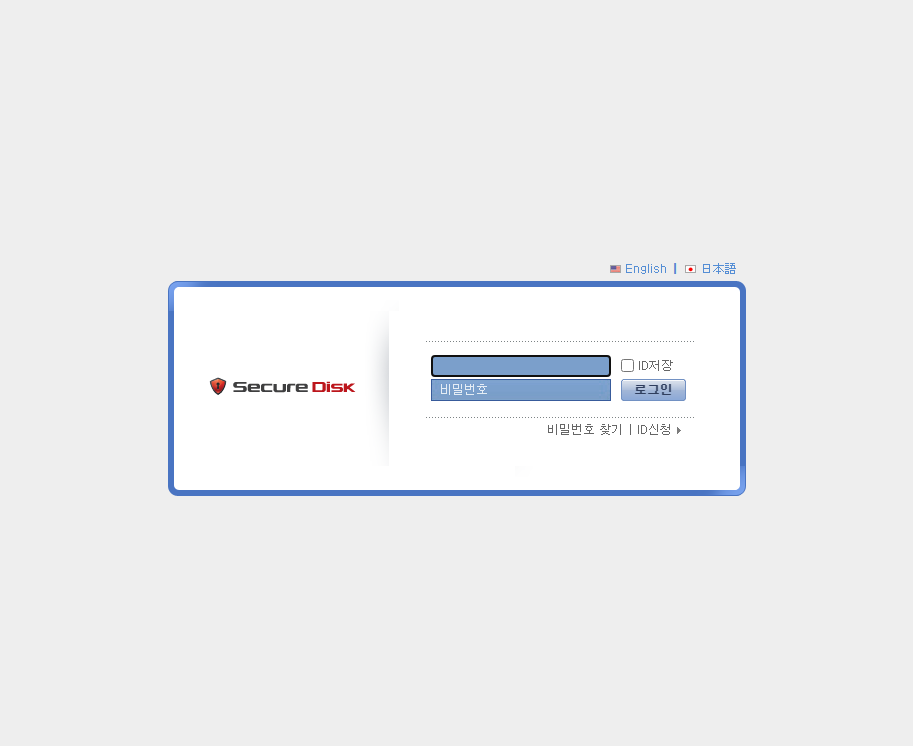 English | 日本語
Secure Disk
ID저장
비밀번호
로그인
비밀번호 찾기 | ID신청